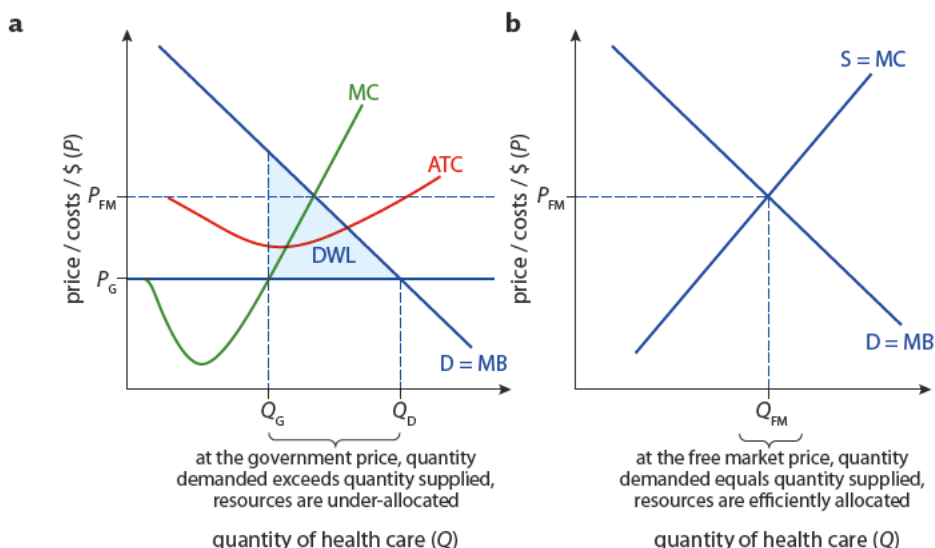 a
b
price / costs / $ (P)
MC
ATC
P_FM
DWL
P_G
D = MB
Q_G
Q_D
at the government price, quantity
demanded exceeds quantity supplied,
resources are under-allocated
quantity of health care (Q)
price / costs / $ (P)
S = MC
P_FM
D = MB
Q_FM
at the free market price, quantity
demanded equals quantity supplied,
resources are efficiently allocated
quantity of health care (Q)